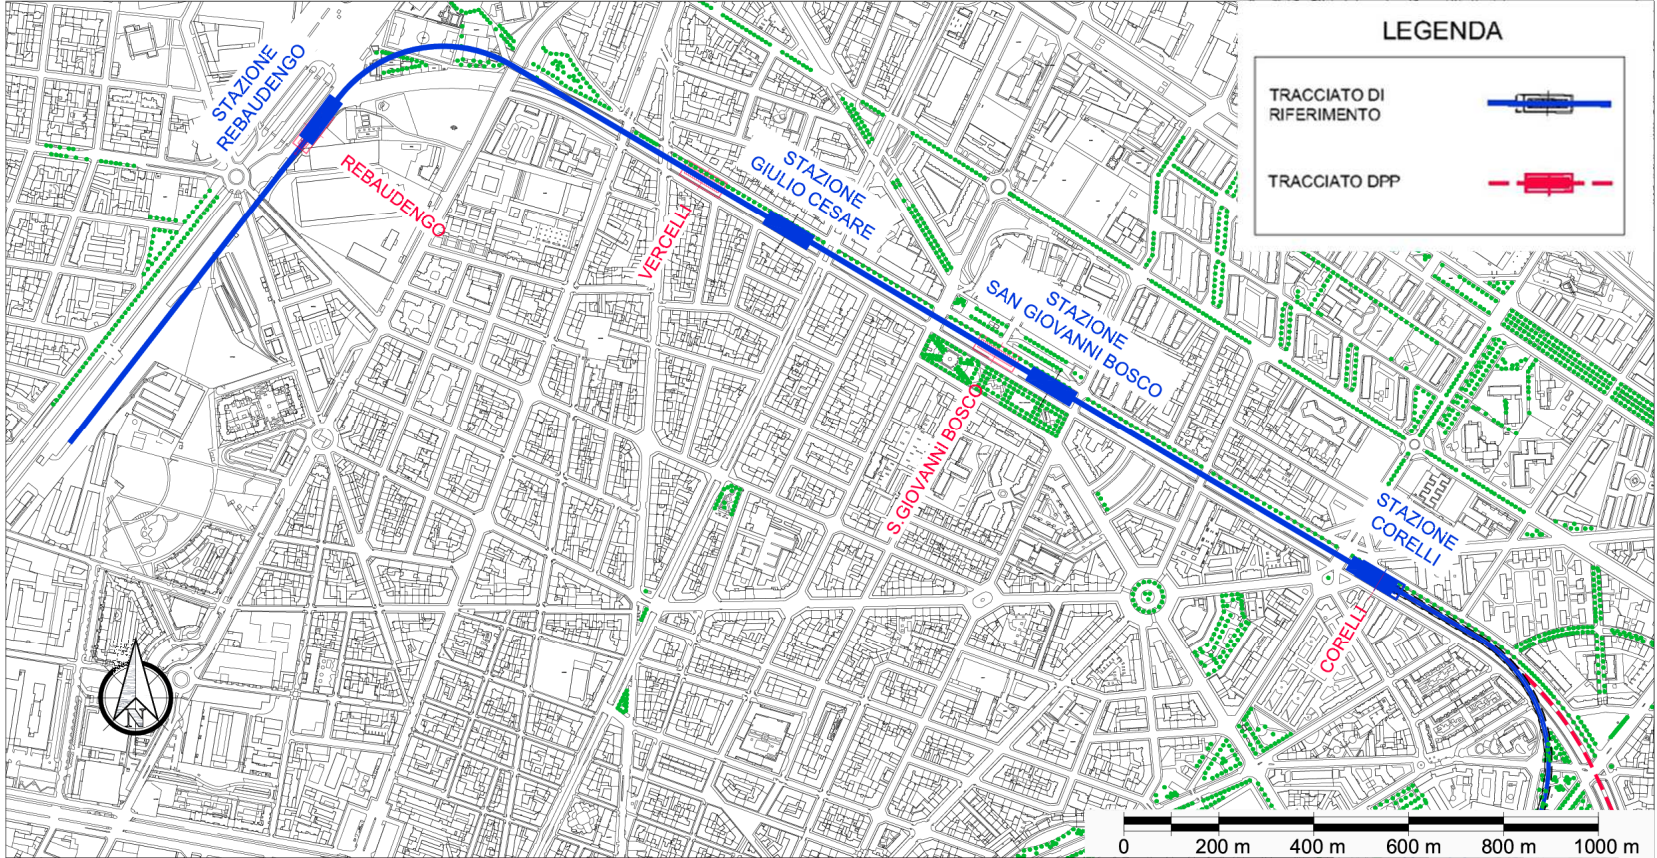 LEGENDA
TRACCIATO DI
RIFERIMENTO
TRACCIATO DPP
STAZIONE
REBAUDENGO
REBAUDENGO
VERCELLI
STAZIONE
GIULIO CESARE
STAZIONE
SAN GIOVANNI BOSCO
S.GIOVANNI BOSCO
STAZIONE
CORELLI
CORELLI
N
0 200 m 400 m 600 m 800 m 1000 m